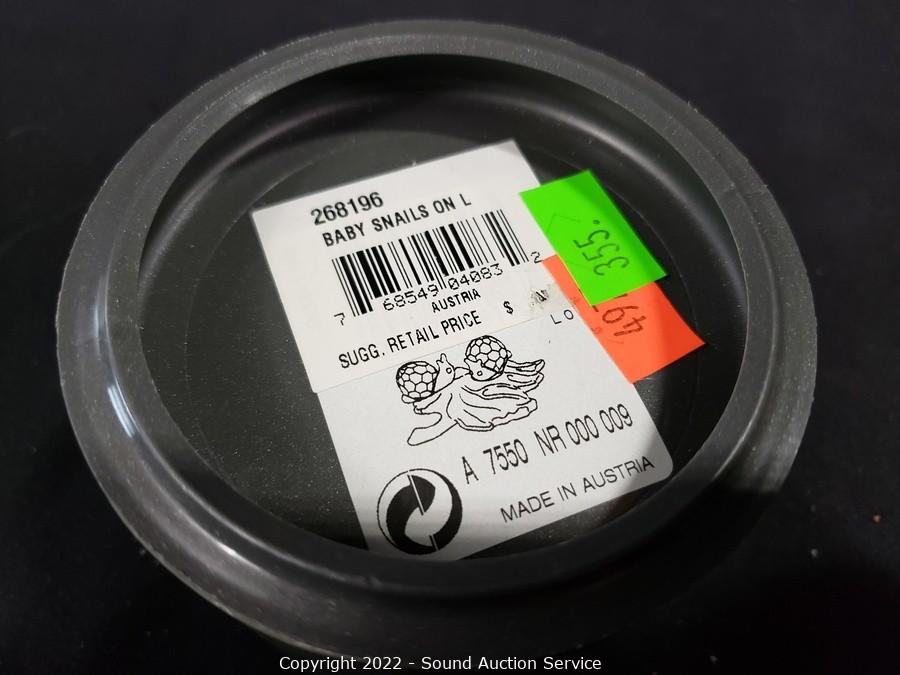 268196
BABY SNAILS ON L
7 68549 04083 2
AUSTRIA
SUGG. RETAIL PRICE $
LO
355.
A 7550 NR 000 009
MADE IN AUSTRIA
Copyright 2022 - Sound Auction Service